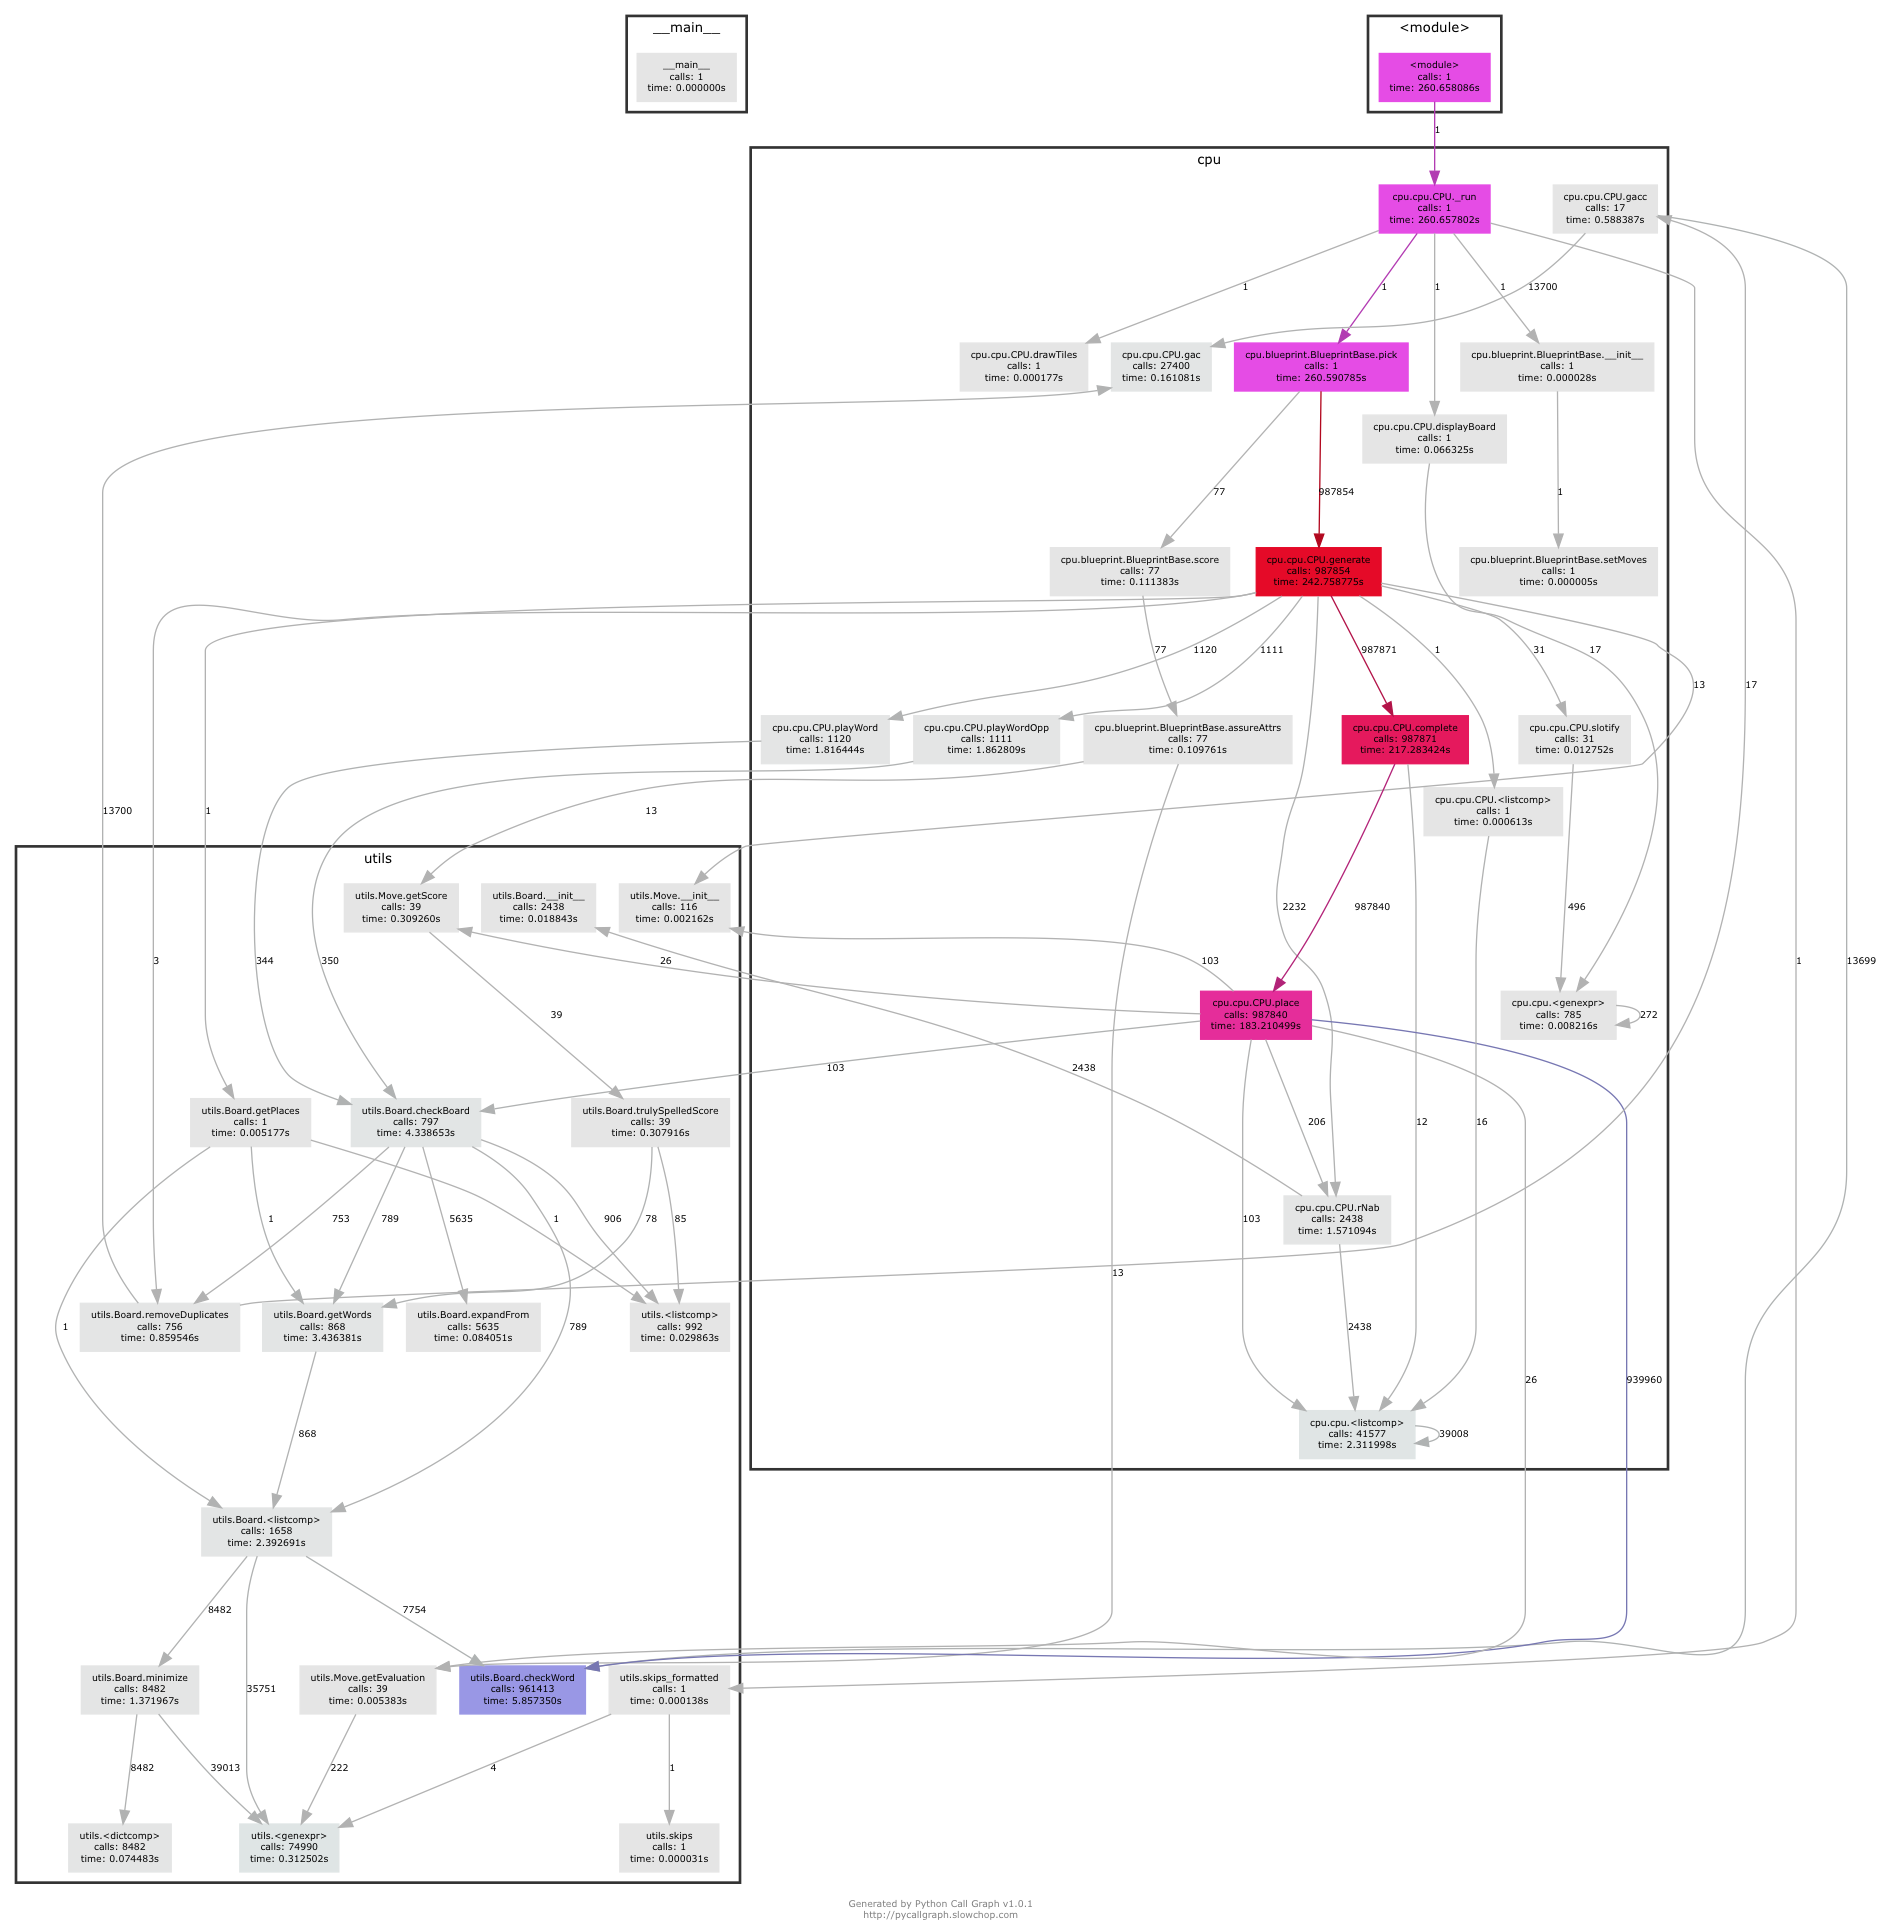 __main__
<module>
__main__
calls: 1
time: 0.000000s
<module>
calls: 1
time: 260.658086s
1
cpu
cpu.cpu.CPU._run
calls: 1
time: 260.657802s
cpu.cpu.CPU.gacc
calls: 17
time: 0.588387s
1
1
1
1
13700
cpu.cpu.CPU.drawTiles
calls: 1
time: 0.000177s
cpu.cpu.CPU.gac
calls: 27400
time: 0.161081s
cpu.blueprint.BlueprintBase.pick
calls: 1
time: 260.590785s
cpu.blueprint.BlueprintBase.__init__
calls: 1
time: 0.000028s
cpu.cpu.CPU.displayBoard
calls: 1
time: 0.066325s
77
987854
1
cpu.blueprint.BlueprintBase.score
calls: 77
time: 0.111383s
cpu.cpu.CPU.generate
calls: 987854
time: 242.758775s
cpu.blueprint.BlueprintBase.setMoves
calls: 1
time: 0.000005s
77
1120
1111
987871
1
31
17
13
17
cpu.cpu.CPU.playWord
calls: 1120
time: 1.816444s
cpu.cpu.CPU.playWordOpp
calls: 1111
time: 1.862809s
cpu.blueprint.BlueprintBase.assureAttrs
calls: 77
time: 0.109761s
cpu.cpu.CPU.complete
calls: 987871
time: 217.283424s
cpu.cpu.CPU.slotify
calls: 31
time: 0.012752s
cpu.cpu.CPU.<listcomp>
calls: 1
time: 0.000613s
13700
1
13
utils
utils.Move.getScore
calls: 39
time: 0.309260s
utils.Board.__init__
calls: 2438
time: 0.018843s
utils.Move.__init__
calls: 116
time: 0.002162s
2232
987840
496
3
344
350
26
103
1
13699
cpu.cpu.CPU.place
calls: 987840
time: 183.210499s
cpu.cpu.<genexpr>
calls: 785
time: 0.008216s
272
39
103
2438
utils.Board.getPlaces
calls: 1
time: 0.005177s
utils.Board.checkBoard
calls: 797
time: 4.338653s
utils.Board.trulySpelledScore
calls: 39
time: 0.307916s
206
12
16
1
753
789
5635
906
1
78
85
103
cpu.cpu.CPU.rNab
calls: 2438
time: 1.571094s
13
utils.Board.removeDuplicates
calls: 756
time: 0.859546s
utils.Board.getWords
calls: 868
time: 3.436381s
utils.Board.expandFrom
calls: 5635
time: 0.084051s
utils.<listcomp>
calls: 992
time: 0.029863s
1
789
2438
26
939960
868
cpu.cpu.<listcomp>
calls: 41577
time: 2.311998s
39008
utils.Board.<listcomp>
calls: 1658
time: 2.392691s
8482
7754
utils.Board.minimize
calls: 8482
time: 1.371967s
35751
utils.Move.getEvaluation
calls: 39
time: 0.005383s
utils.Board.checkWord
calls: 961413
time: 5.857350s
utils.skips_formatted
calls: 1
time: 0.000138s
8482
39013
222
4
1
utils.<dictcomp>
calls: 8482
time: 0.074483s
utils.<genexpr>
calls: 74990
time: 0.312502s
utils.skips
calls: 1
time: 0.000031s
Generated by Python Call Graph v1.0.1
http://pycallgraph.slowchop.com